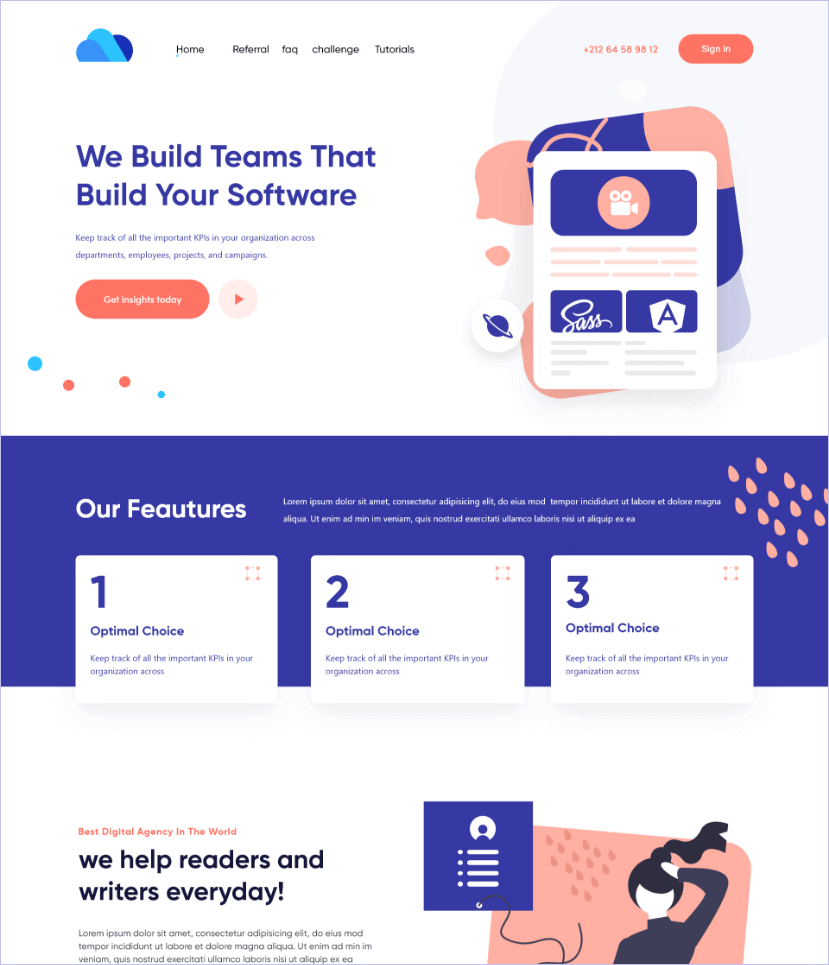 Home Referral faq challenge Tutorials +212 64 58 98 12 Sign in
We Build Teams That
Build Your Software
Keep track of all the important KPIs in your organization across
departments, employees, projects, and campaigns.
Get insights today
Sass
A
Our Feautures
Lorem ipsum dolor sit amet, consectetur adipisicing elit, do eius mod tempor incididunt ut labore et dolore magna
aliqua. Ut enim ad min im veniam, quis nostrud exercitati ullamco laboris nisi ut aliquip ex ea
1
Optimal Choice
Keep track of all the important KPIs in your
organization across
2
Optimal Choice
Keep track of all the important KPIs in your
organization across
3
Optimal Choice
Keep track of all the important KPIs in your
organization across
Best Digital Agency In The World
we help readers and
writers everyday!
Lorem ipsum dolor sit amet, consectetur adipisicing elit, do eius mod
tempor incididunt ut labore et dolore magna aliqua. Ut enim ad min im
veniam, quis nostrud exercitati ullamco laboris nisi ut aliquip ex ea